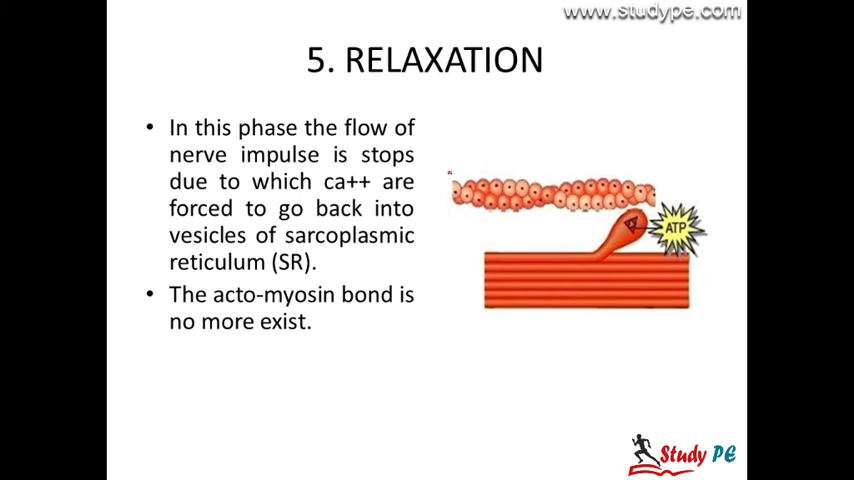 www.studype.com
5. RELAXATION
• In this phase the flow of
nerve impulse is stops
due to which ca++ are
forced to go back into
vesicles of sarcoplasmic
reticulum (SR).
• The acto-myosin bond is
no more exist.
ATP
Study PE